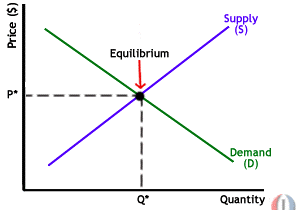 Price ($)
Supply
(S)
Equilibrium
P*
Demand
(D)
Q*
Quantity